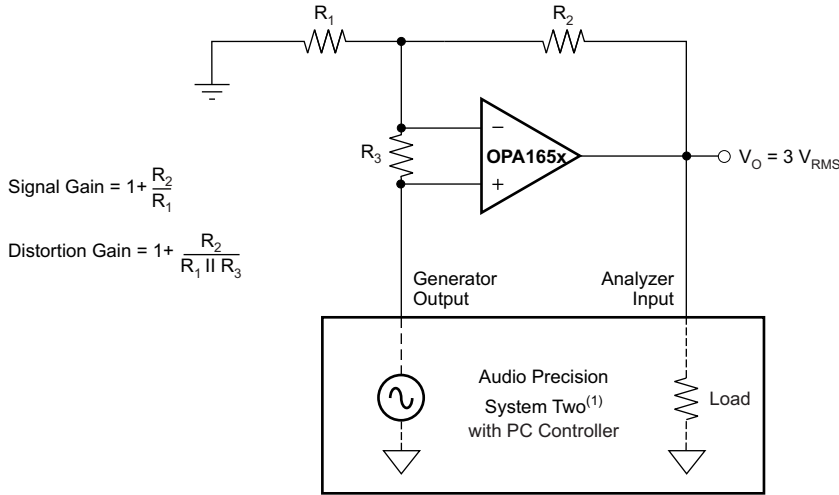 R1
R2
R3
−
OPA165x
+
VO = 3 VRMS
Signal Gain = 1+ R2
R1
Distortion Gain = 1+ R2
R1 II R3
Generator
Output
Analyzer
Input
Audio Precision
System Two(1)
with PC Controller
Load